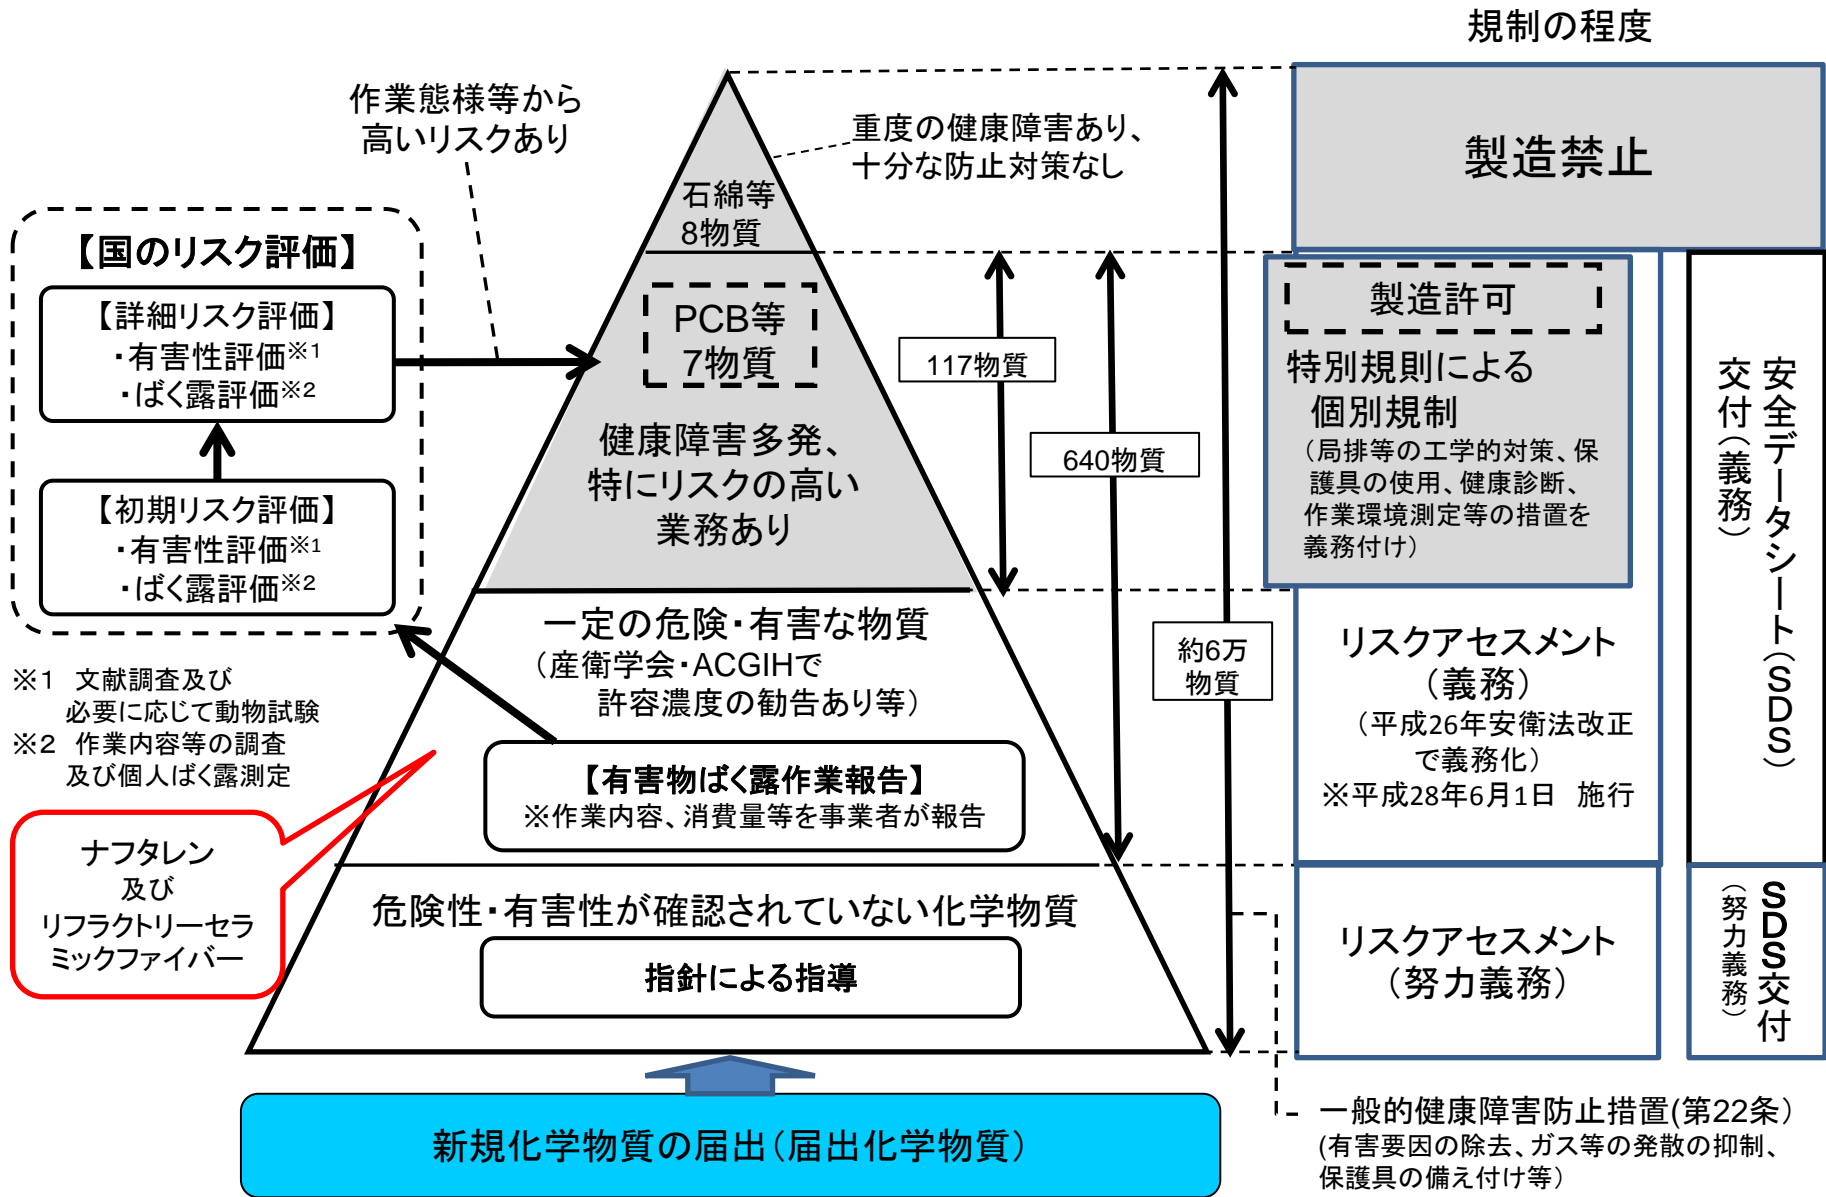 規制の程度
作業態様等から
高いリスクあり
重度の健康障害あり、
十分な防止対策なし
製造禁止
石綿等
8物質
【国のリスク評価】
【詳細リスク評価】
・有害性評価※1
・ばく露評価※2
【初期リスク評価】
・有害性評価※1
・ばく露評価※2
※1 文献調査及び
必要に応じて動物試験
※2 作業内容等の調査
及び個人ばく露測定
PCB等
7物質
健康障害多発、
特にリスクの高い
業務あり
117物質
640物質
約6万
物質
製造許可
特別規則による
個別規制
(局排等の工学的対策、保
護具の使用、健康診断、
作業環境測定等の措置を
義務付け)
安全データシート(SDS)
交付(義務)
一定の危険・有害な物質
(産衛学会・ACGIHで
許容濃度の勧告あり等)
【有害物ばく露作業報告】
※作業内容、消費量等を事業者が報告
リスクアセスメント
(義務)
(平成26年安衛法改正
で義務化)
※平成28年6月1日 施行
ナフタレン
及び
リフラクトリーセラ
ミックファイバー
危険性・有害性が確認されていない化学物質
指針による指導
リスクアセスメント
(努力義務)
SDS交付
(努力義務)
新規化学物質の届出(届出化学物質)
一般的健康障害防止措置(第22条)
(有害要因の除去、ガス等の発散の抑制、
保護具の備え付け等)